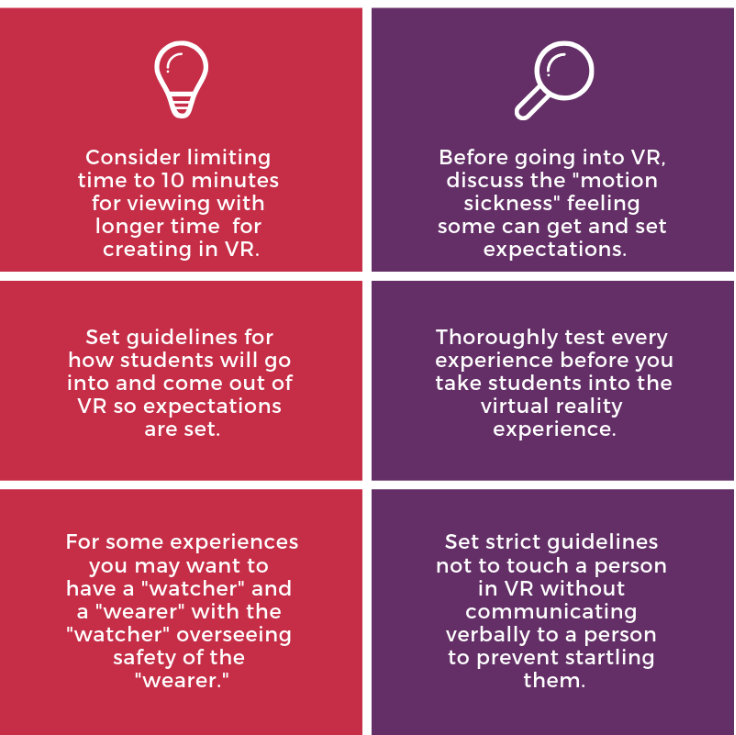 Consider limiting
time to 10 minutes
for viewing with
longer time for
creating in VR.
Before going into VR,
discuss the "motion
sickness" feeling
some can get and set
expectations.
Set guidelines for
how students will go
into and come out of
VR so expectations
are set.
Thoroughly test every
experience before you
take students into the
virtual reality
experience.
For some experiences
you may want to
have a "watcher" and
a "wearer" with the
"watcher" overseeing
safety of the
"wearer."
Set strict guidelines
not to touch a person
in VR without
communicating
verbally to a person
to prevent startling
them.